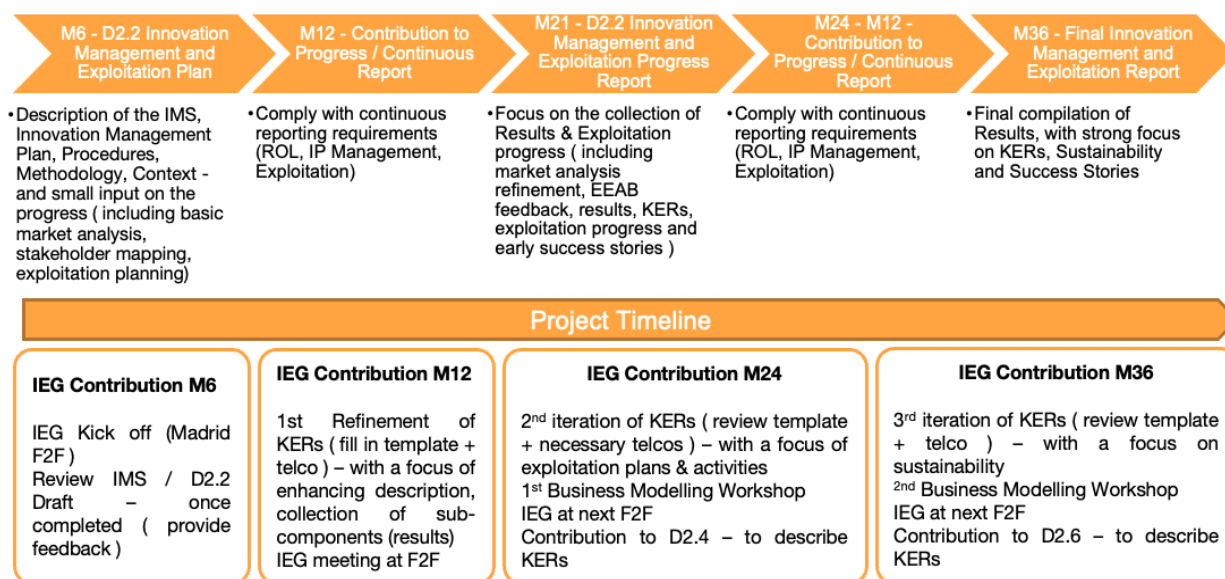 M6 - D2.2 Innovation
Management and
Exploitation Plan
M12 - Contribution to
Progress / Continuous
Report
M21 - D2.2 Innovation
Management and
Exploitation Progress
Report
M24 - M12 -
Contribution to
Progress / Continuous
Report
M36 - Final Innovation
Management and
Exploitation Report
•Description of the IMS,
Innovation Management
Plan, Procedures,
Methodology, Context -
and small input on the
progress ( including basic
market analysis,
stakeholder mapping,
exploitation planning)
•Comply with continuous
reporting requirements
(ROL, IP Management,
Exploitation)
•Focus on the collection of
Results & Exploitation
progress ( including
market analysis
refinement, EEAB
feedback, results, KERs,
exploitation progress and
early success stories )
•Comply with continuous
reporting requirements
(ROL, IP Management,
Exploitation)
•Final compilation of
Results, with strong focus
on KERs, Sustainability
and Success Stories
Project Timeline
IEG Contribution M6
IEG Kick off (Madrid
F2F )
Review IMS / D2.2
Draft – once
completed ( provide
feedback )
IEG Contribution M12
1st Refinement of
KERs ( fill in template +
telco ) – with a focus of
enhancing description,
collection of sub-
components (results)
IEG meeting at F2F
IEG Contribution M24
2nd iteration of KERs ( review template
+ necessary telcos ) – with a focus of
exploitation plans & activities
1st Business Modelling Workshop
IEG at next F2F
Contribution to D2.4 – to describe
KERs
IEG Contribution M36
3rd iteration of KERs ( review template
+ telco ) – with a focus on
sustainability
2nd Business Modelling Workshop
IEG at next F2F
Contribution to D2.6 – to describe
KERs